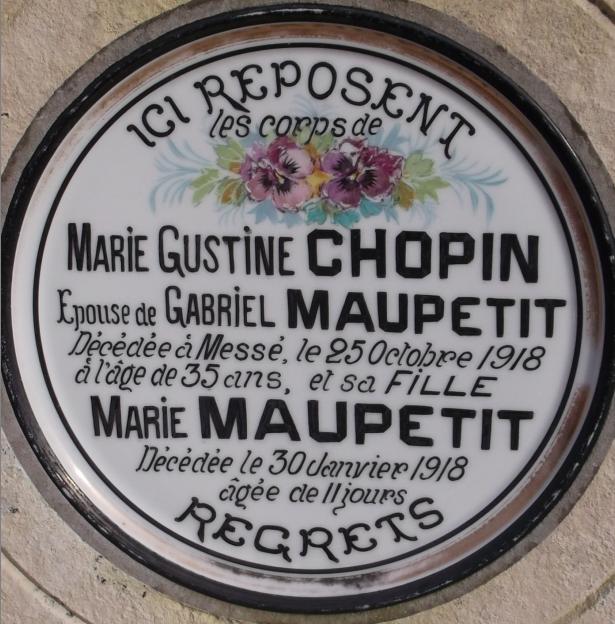 ICI REPOSENT
les corps de
MARIE GUSTINE CHOPIN
Epouse de GABRIEL MAUPETIT
Décédée à Messé, le 25 Octobre 1918
à l'âge de 35 ans, et sa FILLE
MARIE MAUPETIT
Décédée le 30 Janvier 1918
âgée de 11 jours
REGRETS